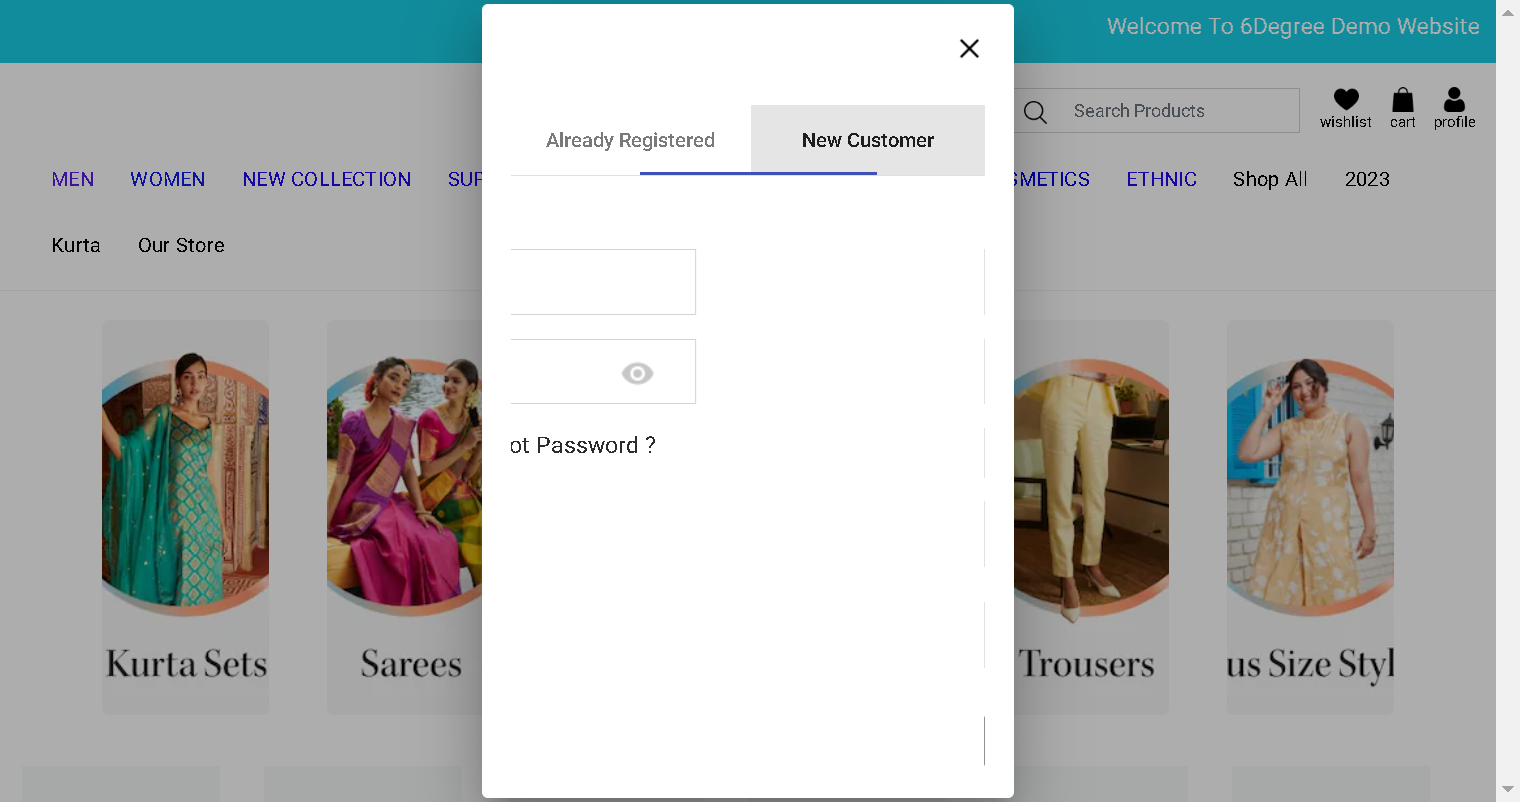 Welcome To 6Degree Demo Website
Already Registered
New Customer
Search Products
wishlist
cart
profile
MEN
WOMEN
NEW COLLECTION
SUP
SMETICS
ETHNIC
Shop All
2023
Kurta
Our Store
ot Password ?
Kurta Sets
Sarees
Trousers
us Size Styl